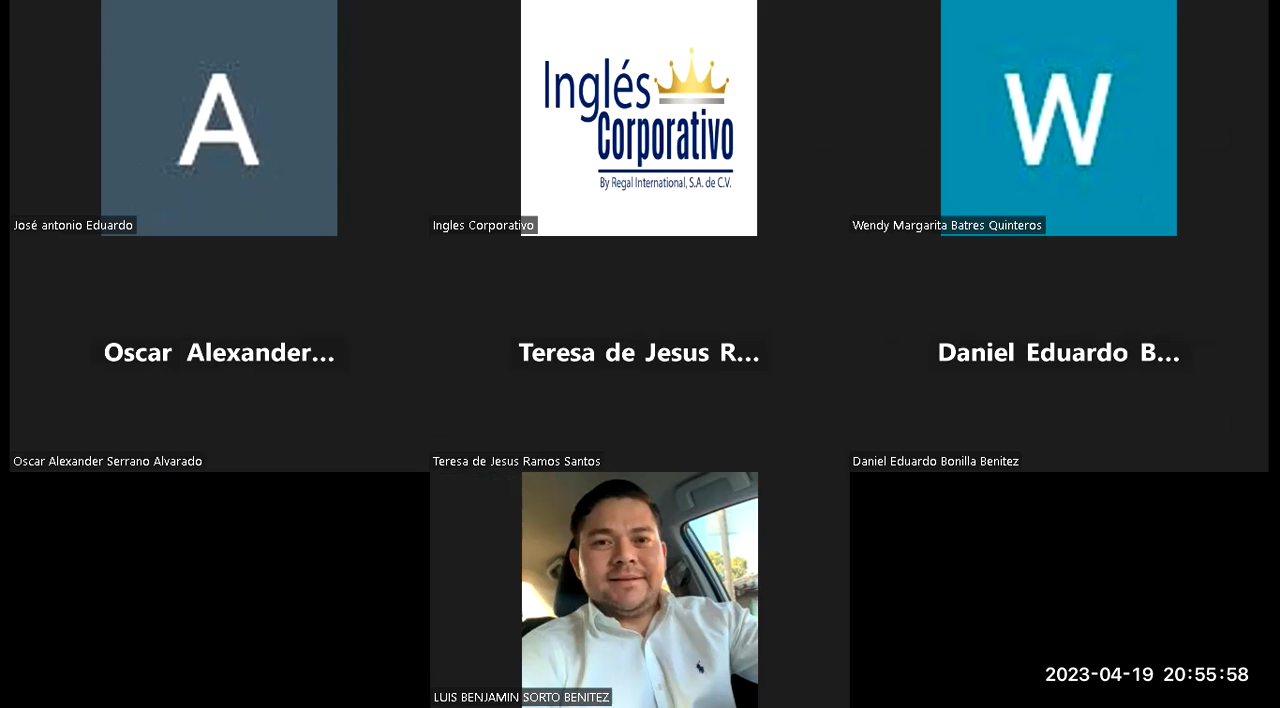 A
Inglés
Corporativo
By Regal International, S.A. de C.V.
W
José antonio Eduardo
Ingles Corporativo
Wendy Margarita Batres Quinteros
Oscar Alexander...
Teresa de Jesus R...
Daniel Eduardo B...
Oscar Alexander Serrano Alvarado
Teresa de Jesus Ramos Santos
Daniel Eduardo Bonilla Benitez
LUIS BENJAMIN SORTO BENITEZ
2023-04-19 20:55:58